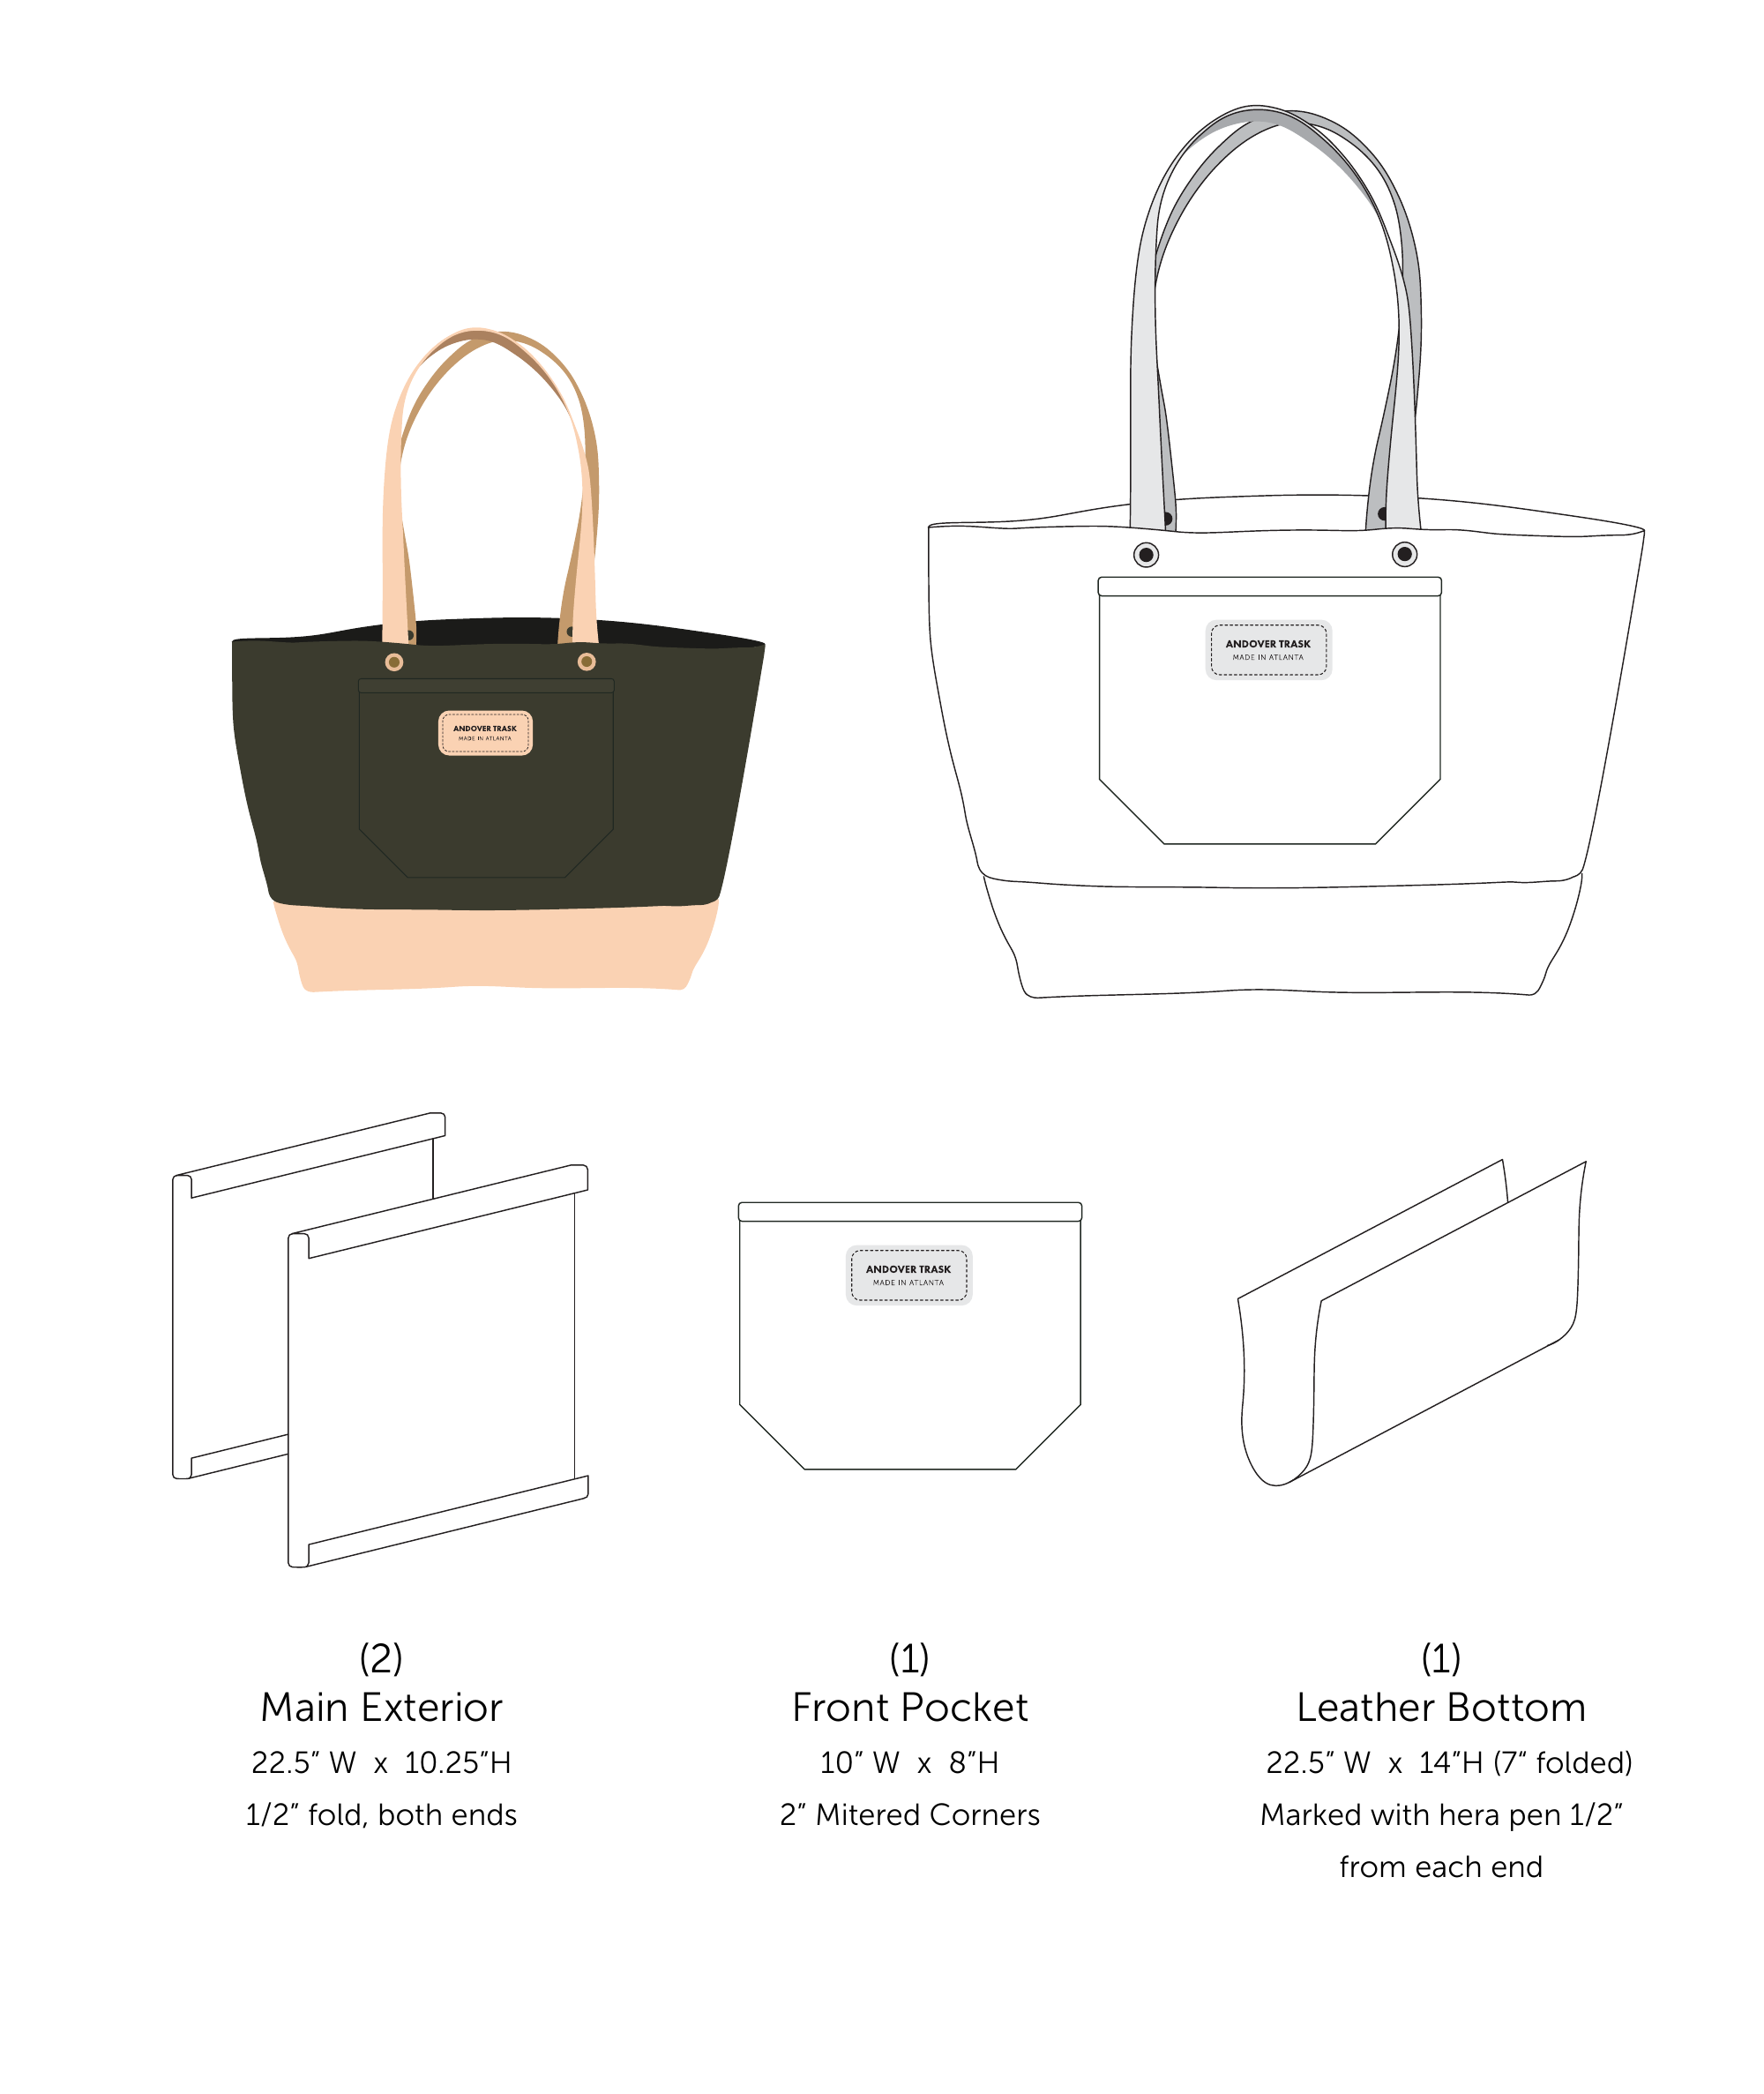 ANDOVER TRASK
MADE IN ATLANTA
ANDOVER TRASK
MADE IN ATLANTA
ANDOVER TRASK
MADE IN ATLANTA
(2)
Main Exterior
22.5” W x 10.25”H
1/2” fold, both ends
(1)
Front Pocket
10” W x 8”H
2” Mitered Corners
(1)
Leather Bottom
22.5” W x 14”H (7“ folded)
Marked with hera pen 1/2”
from each end